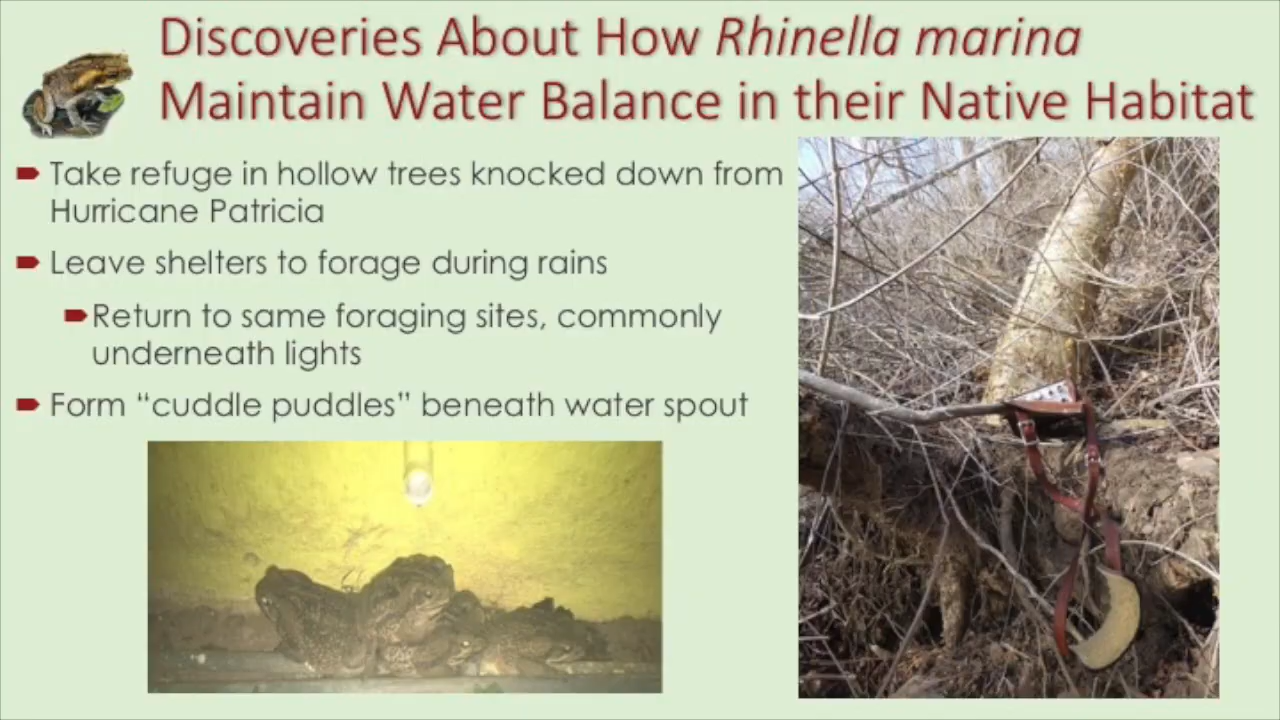 Discoveries About How Rhinella marina
Maintain Water Balance in their Native Habitat
Take refuge in hollow trees knocked down from
Hurricane Patricia
Leave shelters to forage during rains
Return to same foraging sites, commonly
underneath lights
Form “cuddle puddles” beneath water spout